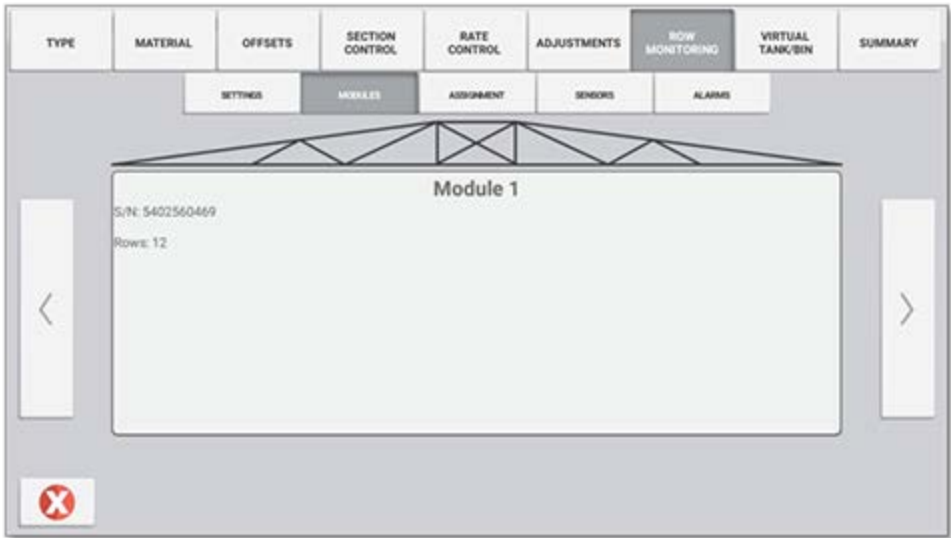 TYPE
MATERIAL
OFFSETS
SECTION
CONTROL
RATE
CONTROL
ADJUSTMENTS
ROW
MONITORING
VIRTUAL
TANK/BIN
SUMMARY
SETTINGS
MODULES
ASSIGNMENT
SENSORS
ALARMS
Module 1
S/N: 5402560469
Rows: 12